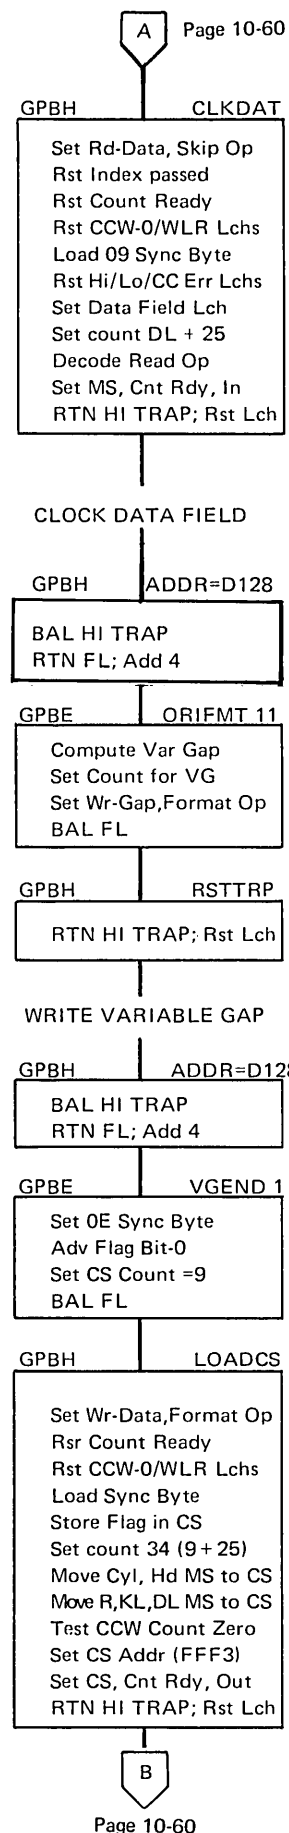 A Page 10-60
GPBH CLKDAT
Set Rd-Data, Skip Op
Rst Index passed
Rst Count Ready
Rst CCW-0/WLR Lchs
Load 09 Sync Byte
Rst Hi/Lo/CC Err Lchs
Set Data Field Lch
Set count DL + 25
Decode Read Op
Set MS, Cnt Rdy, In
RTN HI TRAP; Rst Lch
CLOCK DATA FIELD
GPBH ADDR=D128
BAL HI TRAP
RTN FL; Add 4
GPBE ORIFMT 11
Compute Var Gap
Set Count for VG
Set Wr-Gap,Format Op
BAL FL
GPBH RSTTRP
RTN HI TRAP; Rst Lch
WRITE VARIABLE GAP
GPBH ADDR=D128
BAL HI TRAP
RTN FL; Add 4
GPBE VGEND 1
Set 0E Sync Byte
Adv Flag Bit-0
Set CS Count =9
BAL FL
GPBH LOADCS
Set Wr-Data,Format Op
Rsr Count Ready
Rst CCW-0/WLR Lchs
Load Sync Byte
Store Flag in CS
Set count 34 (9+25)
Move Cyl, Hd MS to CS
Move R,KL,DL MS to CS
Test CCW Count Zero
Set CS Addr (FFF3)
Set CS, Cnt Rdy, Out
RTN HI TRAP; Rst Lch
B
Page 10-60